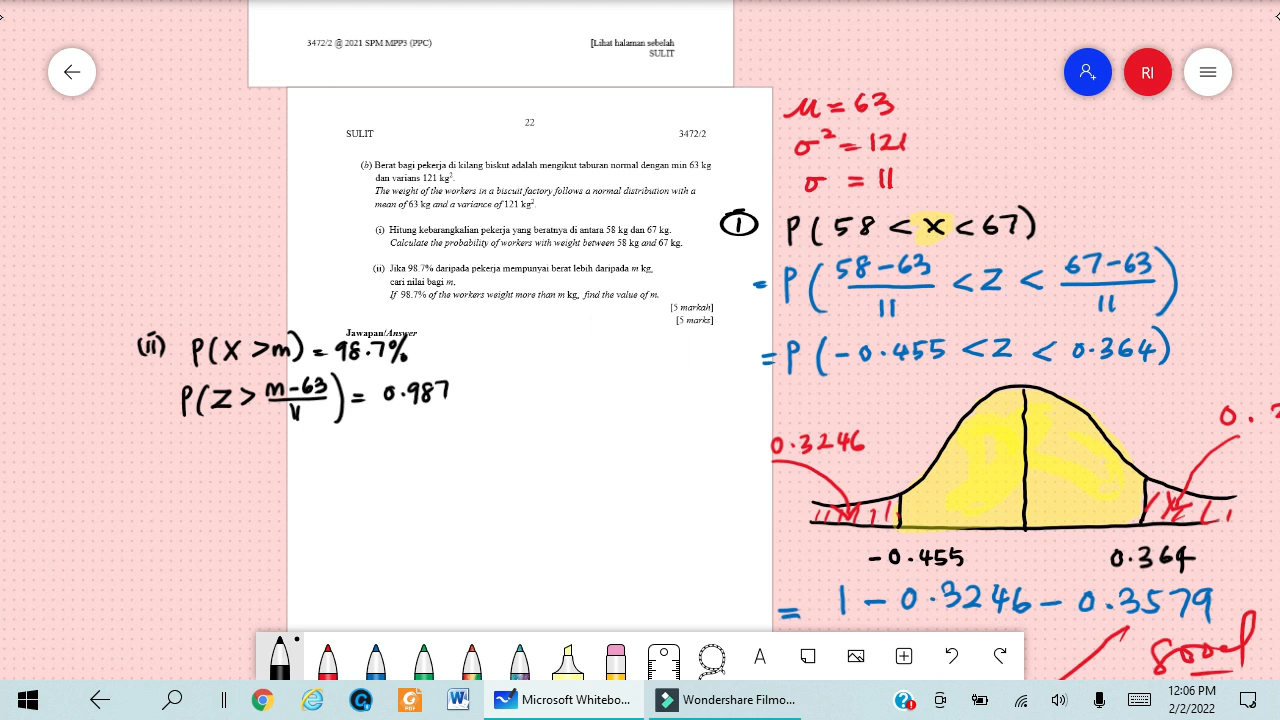 3472/2 @ 2021 SPM MPP3 (PPC)
[Lihat halaman sebelah
SULIT
RI
22
SULIT
3472/2
(b) Berat bagi pekerja di kilang biskut adalah mengikut taburan normal dengan min 63 kg
dan varians 121 kg².
The weight of the workers in a biscuit factory follows a normal distribution with a
mean of 63 kg and a variance of 121 kg².
(i) Hitung kebarangkalian pekerja yang beratnya di antara 58 kg dan 67 kg.
Calculate the probability of workers with weight between 58 kg and 67 kg.
(ii) Jika 98.7% daripada pekerja mempunyai berat lebih daripada m kg,
cari nilai bagi m.
If 98.7% of the workers weight more than m kg, find the value of m.
[5 markah]
[5 marks]
Jawapan/Answer
(ii) P(X > m) = 98.7%
P(Z > (m - 63)/11) = 0.987
μ = 63
σ² = 121
σ = 11
1 P(58 < x < 67)
= P((58-63)/11 < Z < (67-63)/11)
= P(-0.455 < Z < 0.364)
0.3246
-0.455
0.364
= 1 - 0.3246 - 0.3579
A
Microsoft Whitebo...
Wondershare Filmo...
12:06 PM
2/2/2022